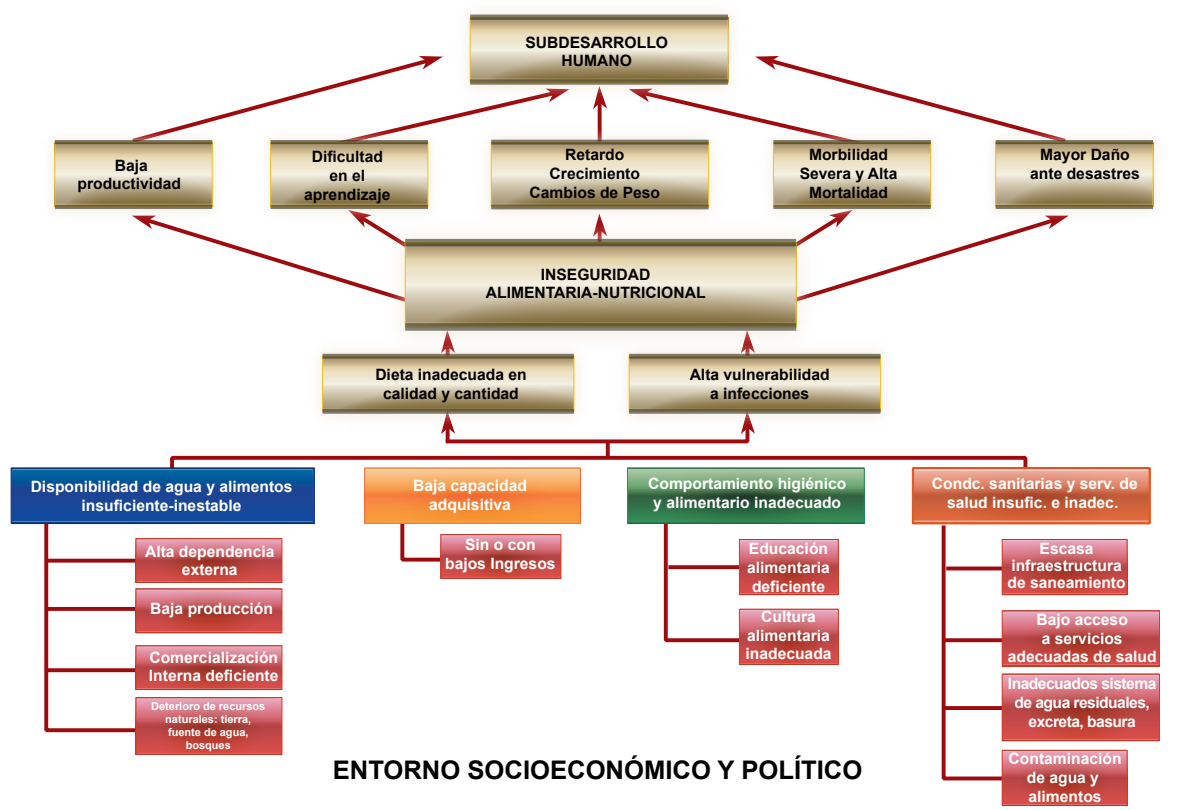 SUBDESARROLLO
HUMANO
Baja
productividad
Dificultad
en el
aprendizaje
Retardo
Crecimiento
Cambios de Peso
Morbilidad
Severa y Alta
Mortalidad
Mayor Daño
ante desastres
INSEGURIDAD
ALIMENTARIA-NUTRICIONAL
Dieta inadecuada en
calidad y cantidad
Alta vulnerabilidad
a infecciones
Disponibilidad de agua y alimentos
insuficiente-inestable
Alta dependencia
externa
Baja producción
Comercialización
Interna deficiente
Deterioro de recursos
naturales: tierra,
fuente de agua,
bosques
Baja capacidad
adquisitiva
Sin o con
bajos Ingresos
Comportamiento higiénico
y alimentario inadecuado
Educación
alimentaria
deficiente
Cultura
alimentaria
inadecuada
Condc. sanitarias y serv. de
salud insufic. e inadec.
Escasa
infraestructura
de saneamiento
Bajo acceso
a servicios
adecuadas de salud
Inadecuados sistema
de agua residuales,
excreta, basura
Contaminación
de agua y
alimentos
ENTORNO SOCIOECONÓMICO Y POLÍTICO